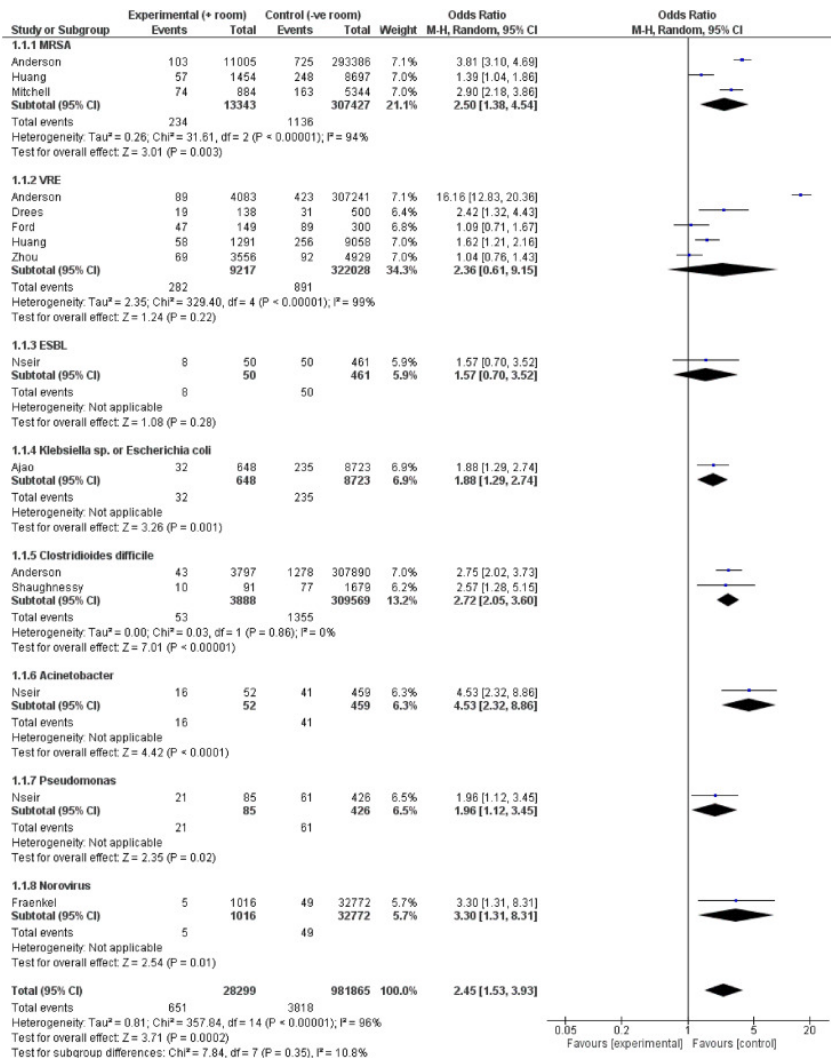 Experimental (+ room) Control (-ve room) Odds Ratio Odds Ratio
Study or Subgroup Events Total Events Total Weight M-H, Random, 95% CI M-H, Random, 95% CI
1.1.1 MRSA
Anderson 103 11005 725 293386 7.1% 3.81 [3.10, 4.69]
Huang 57 1454 248 8697 7.0% 1.39 [1.04, 1.86]
Mitchell 74 884 163 5344 7.0% 2.90 [2.18, 3.86]
Subtotal (95% CI) 13343 307427 21.1% 2.50 [1.38, 4.54]
Total events 234 1136
Heterogeneity: Tau² = 0.26; Chi² = 31.61, df = 2 (P < 0.00001); I² = 94%
Test for overall effect: Z = 3.01 (P = 0.003)
1.1.2 VRE
Anderson 89 4083 423 307241 7.1% 16.16 [12.83, 20.36]
Drees 19 138 31 500 6.4% 2.42 [1.32, 4.43]
Ford 47 149 89 300 7.0% 1.09 [0.71, 1.67]
Huang 58 1291 256 9058 7.0% 1.62 [1.21, 2.16]
Zhou 69 3556 92 4929 7.0% 1.04 [0.76, 1.43]
Subtotal (95% CI) 9217 322028 34.3% 2.36 [0.61, 9.15]
Total events 282 891
Heterogeneity: Tau² = 2.35; Chi² = 329.40, df = 4 (P < 0.00001); I² = 99%
Test for overall effect: Z = 1.24 (P = 0.22)
1.1.3 ESBL
Nseir 8 50 50 461 5.9% 1.57 [0.70, 3.52]
Subtotal (95% CI) 50 461 5.9% 1.57 [0.70, 3.52]
Total events 8 50
Heterogeneity: Not applicable
Test for overall effect: Z = 1.08 (P = 0.28)
1.1.4 Klebsiella sp. or Escherichia coli
Ajao 32 648 235 8723 6.9% 1.88 [1.29, 2.74]
Subtotal (95% CI) 648 8723 6.9% 1.88 [1.29, 2.74]
Total events 32 235
Heterogeneity: Not applicable
Test for overall effect: Z = 3.26 (P = 0.001)
1.1.5 Clostridioides difficile
Anderson 43 3797 1278 307890 7.0% 2.75 [2.02, 3.73]
Shaughnessy 10 91 77 1679 6.2% 2.57 [1.28, 5.15]
Subtotal (95% CI) 3888 309569 13.2% 2.72 [2.05, 3.60]
Total events 53 1355
Heterogeneity: Tau² = 0.00; Chi² = 0.03, df = 1 (P = 0.86); I² = 0%
Test for overall effect: Z = 7.01 (P < 0.00001)
1.1.6 Acinetobacter
Nseir 16 52 41 459 6.3% 4.53 [2.32, 8.86]
Subtotal (95% CI) 52 459 6.3% 4.53 [2.32, 8.86]
Total events 16 41
Heterogeneity: Not applicable
Test for overall effect: Z = 4.42 (P < 0.0001)
1.1.7 Pseudomonas
Nseir 21 85 61 426 6.5% 1.96 [1.12, 3.45]
Subtotal (95% CI) 85 426 6.5% 1.96 [1.12, 3.45]
Total events 21 61
Heterogeneity: Not applicable
Test for overall effect: Z = 2.35 (P = 0.02)
1.1.8 Norovirus
Fraenkel 5 1016 49 32772 5.7% 3.30 [1.31, 8.31]
Subtotal (95% CI) 1016 32772 5.7% 3.30 [1.31, 8.31]
Total events 5 49
Heterogeneity: Not applicable
Test for overall effect: Z = 2.54 (P = 0.01)
Total (95% CI) 28299 981865 100.0% 2.45 [1.53, 3.93]
Total events 651 3818
Heterogeneity: Tau² = 0.81; Chi² = 357.84, df = 14 (P < 0.00001); I² = 96%
Test for overall effect: Z = 3.71 (P = 0.0002)
Test for subgroup differences: Chi² = 7.84, df = 7 (P = 0.35), I² = 10.8%
0.05 0.2 1 5 20
Favours [experimental] Favours [control]